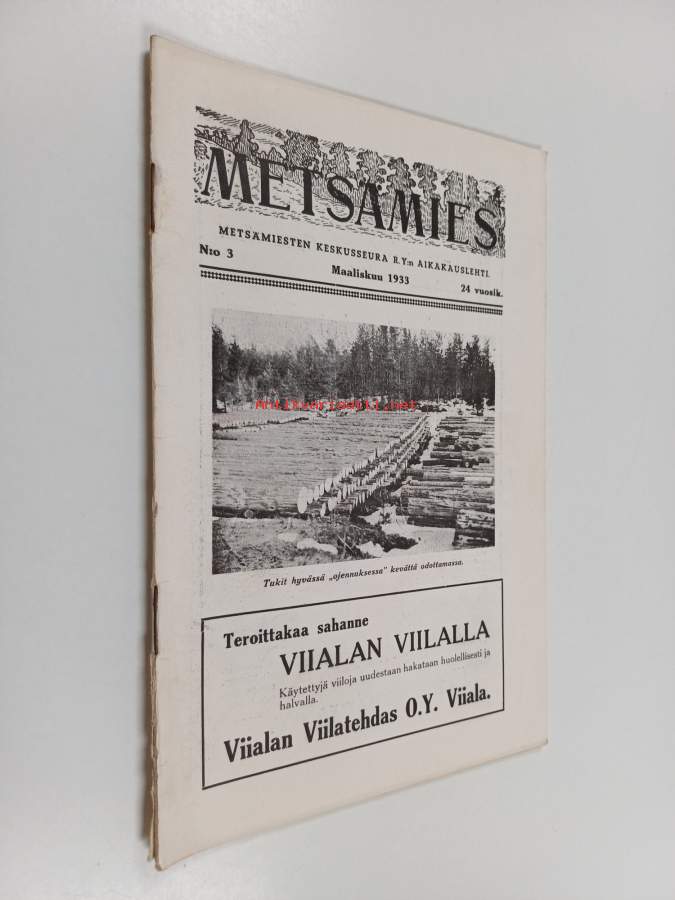 METSÄMIES
METSÄMIESTEN KESKUSSEURA R.Y:n AIKAKAUSLEHTI.
N:o 3 Maaliskuu 1933 24 vuosik.
Antikvariaatti.net
Tukit hyvässä „ojennuksessa" kevättä odottamassa.
Teroittakaa sahanne
VIIALAN VIILALLA
Käytettyjä viiloja uudestaan hakataan huolellisesti ja
halvalla.
Viialan Viilatehdas O.Y. Viiala.